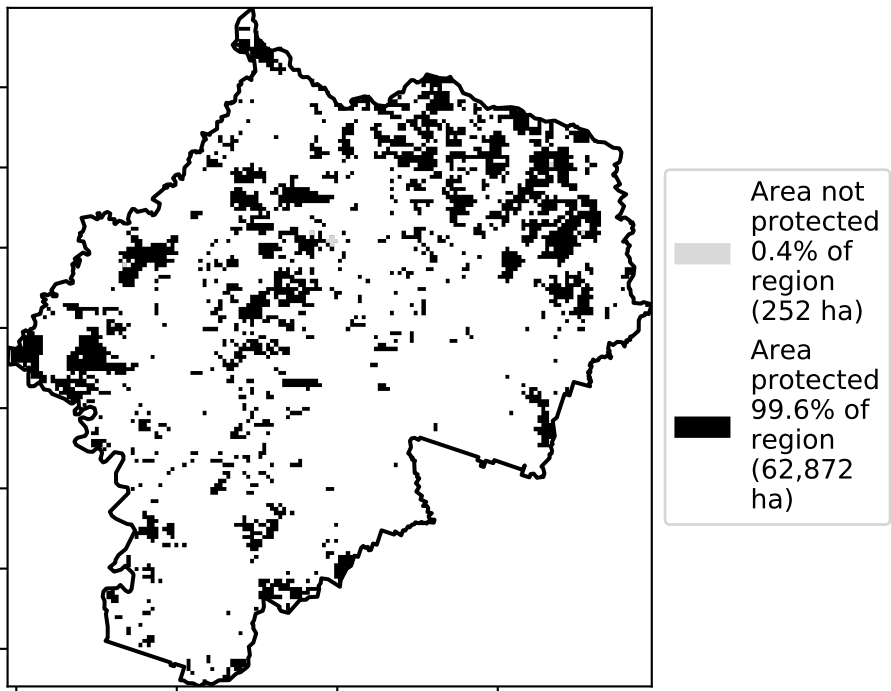 Area not
protected
0.4% of
region
(252 ha)
Area
protected
99.6% of
region
(62,872
ha)